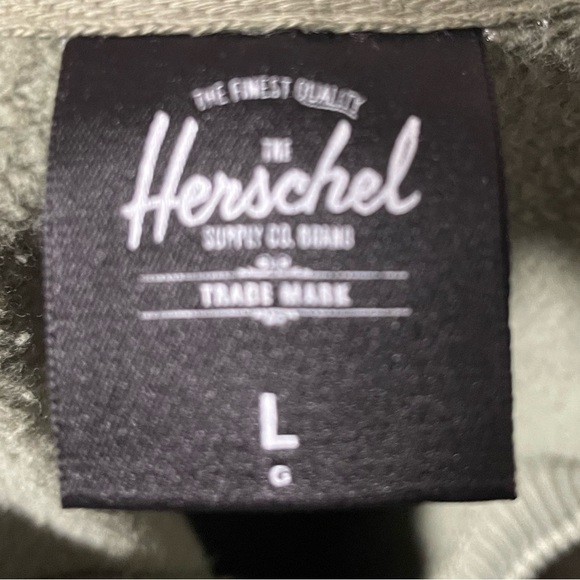 THE FINEST QUALITY
THE
Herschel
SUPPLY CO. BRAND
TRADE MARK
L
G